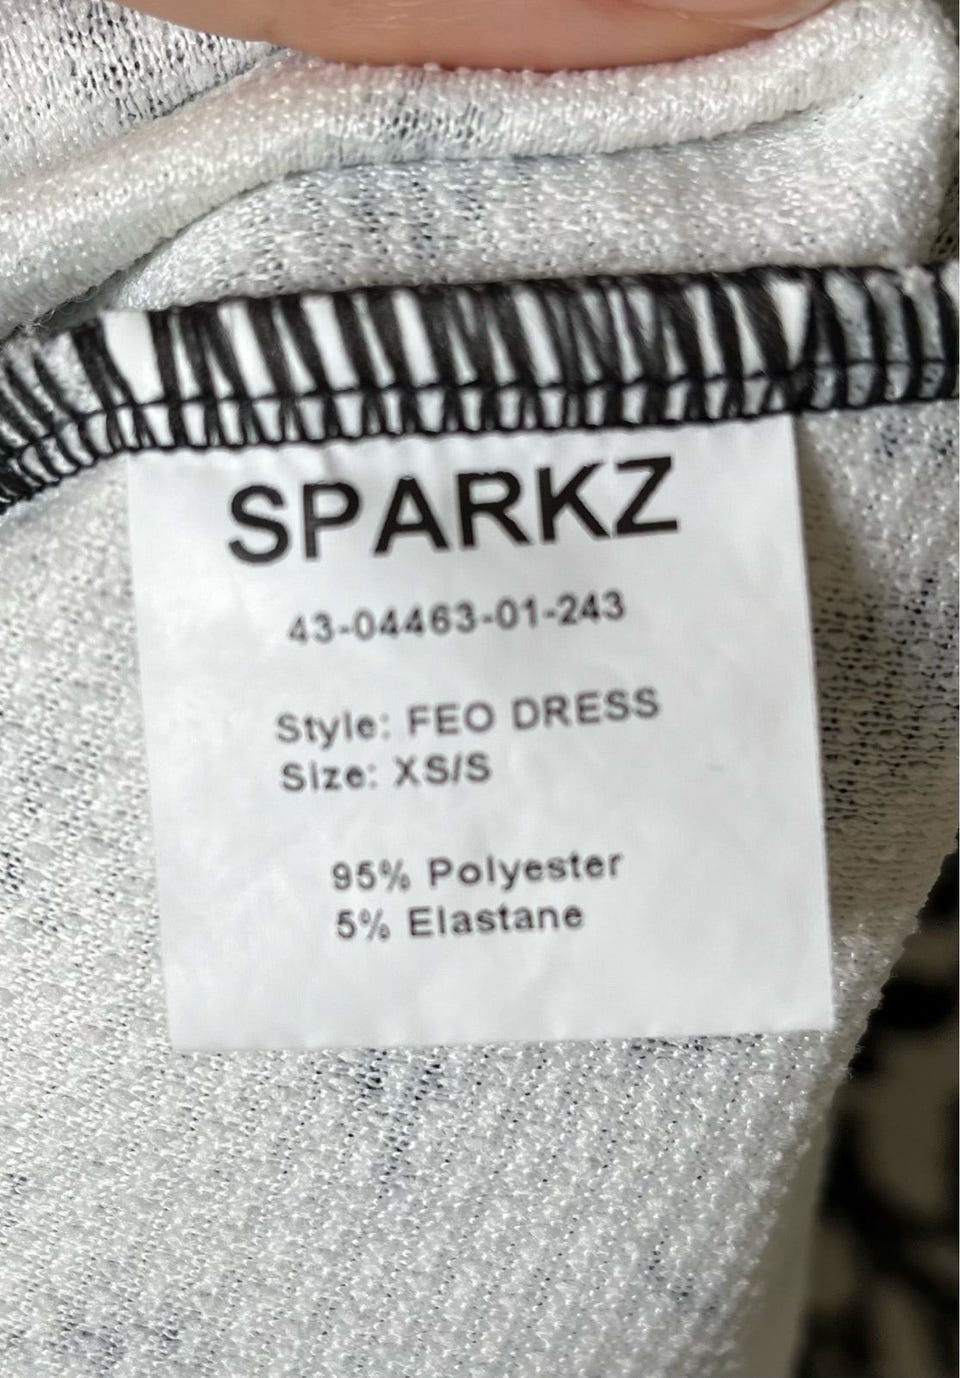 SPARKZ
43-04463-01-243
Style: FEO DRESS
Size: XS/S
95% Polyester
5% Elastane